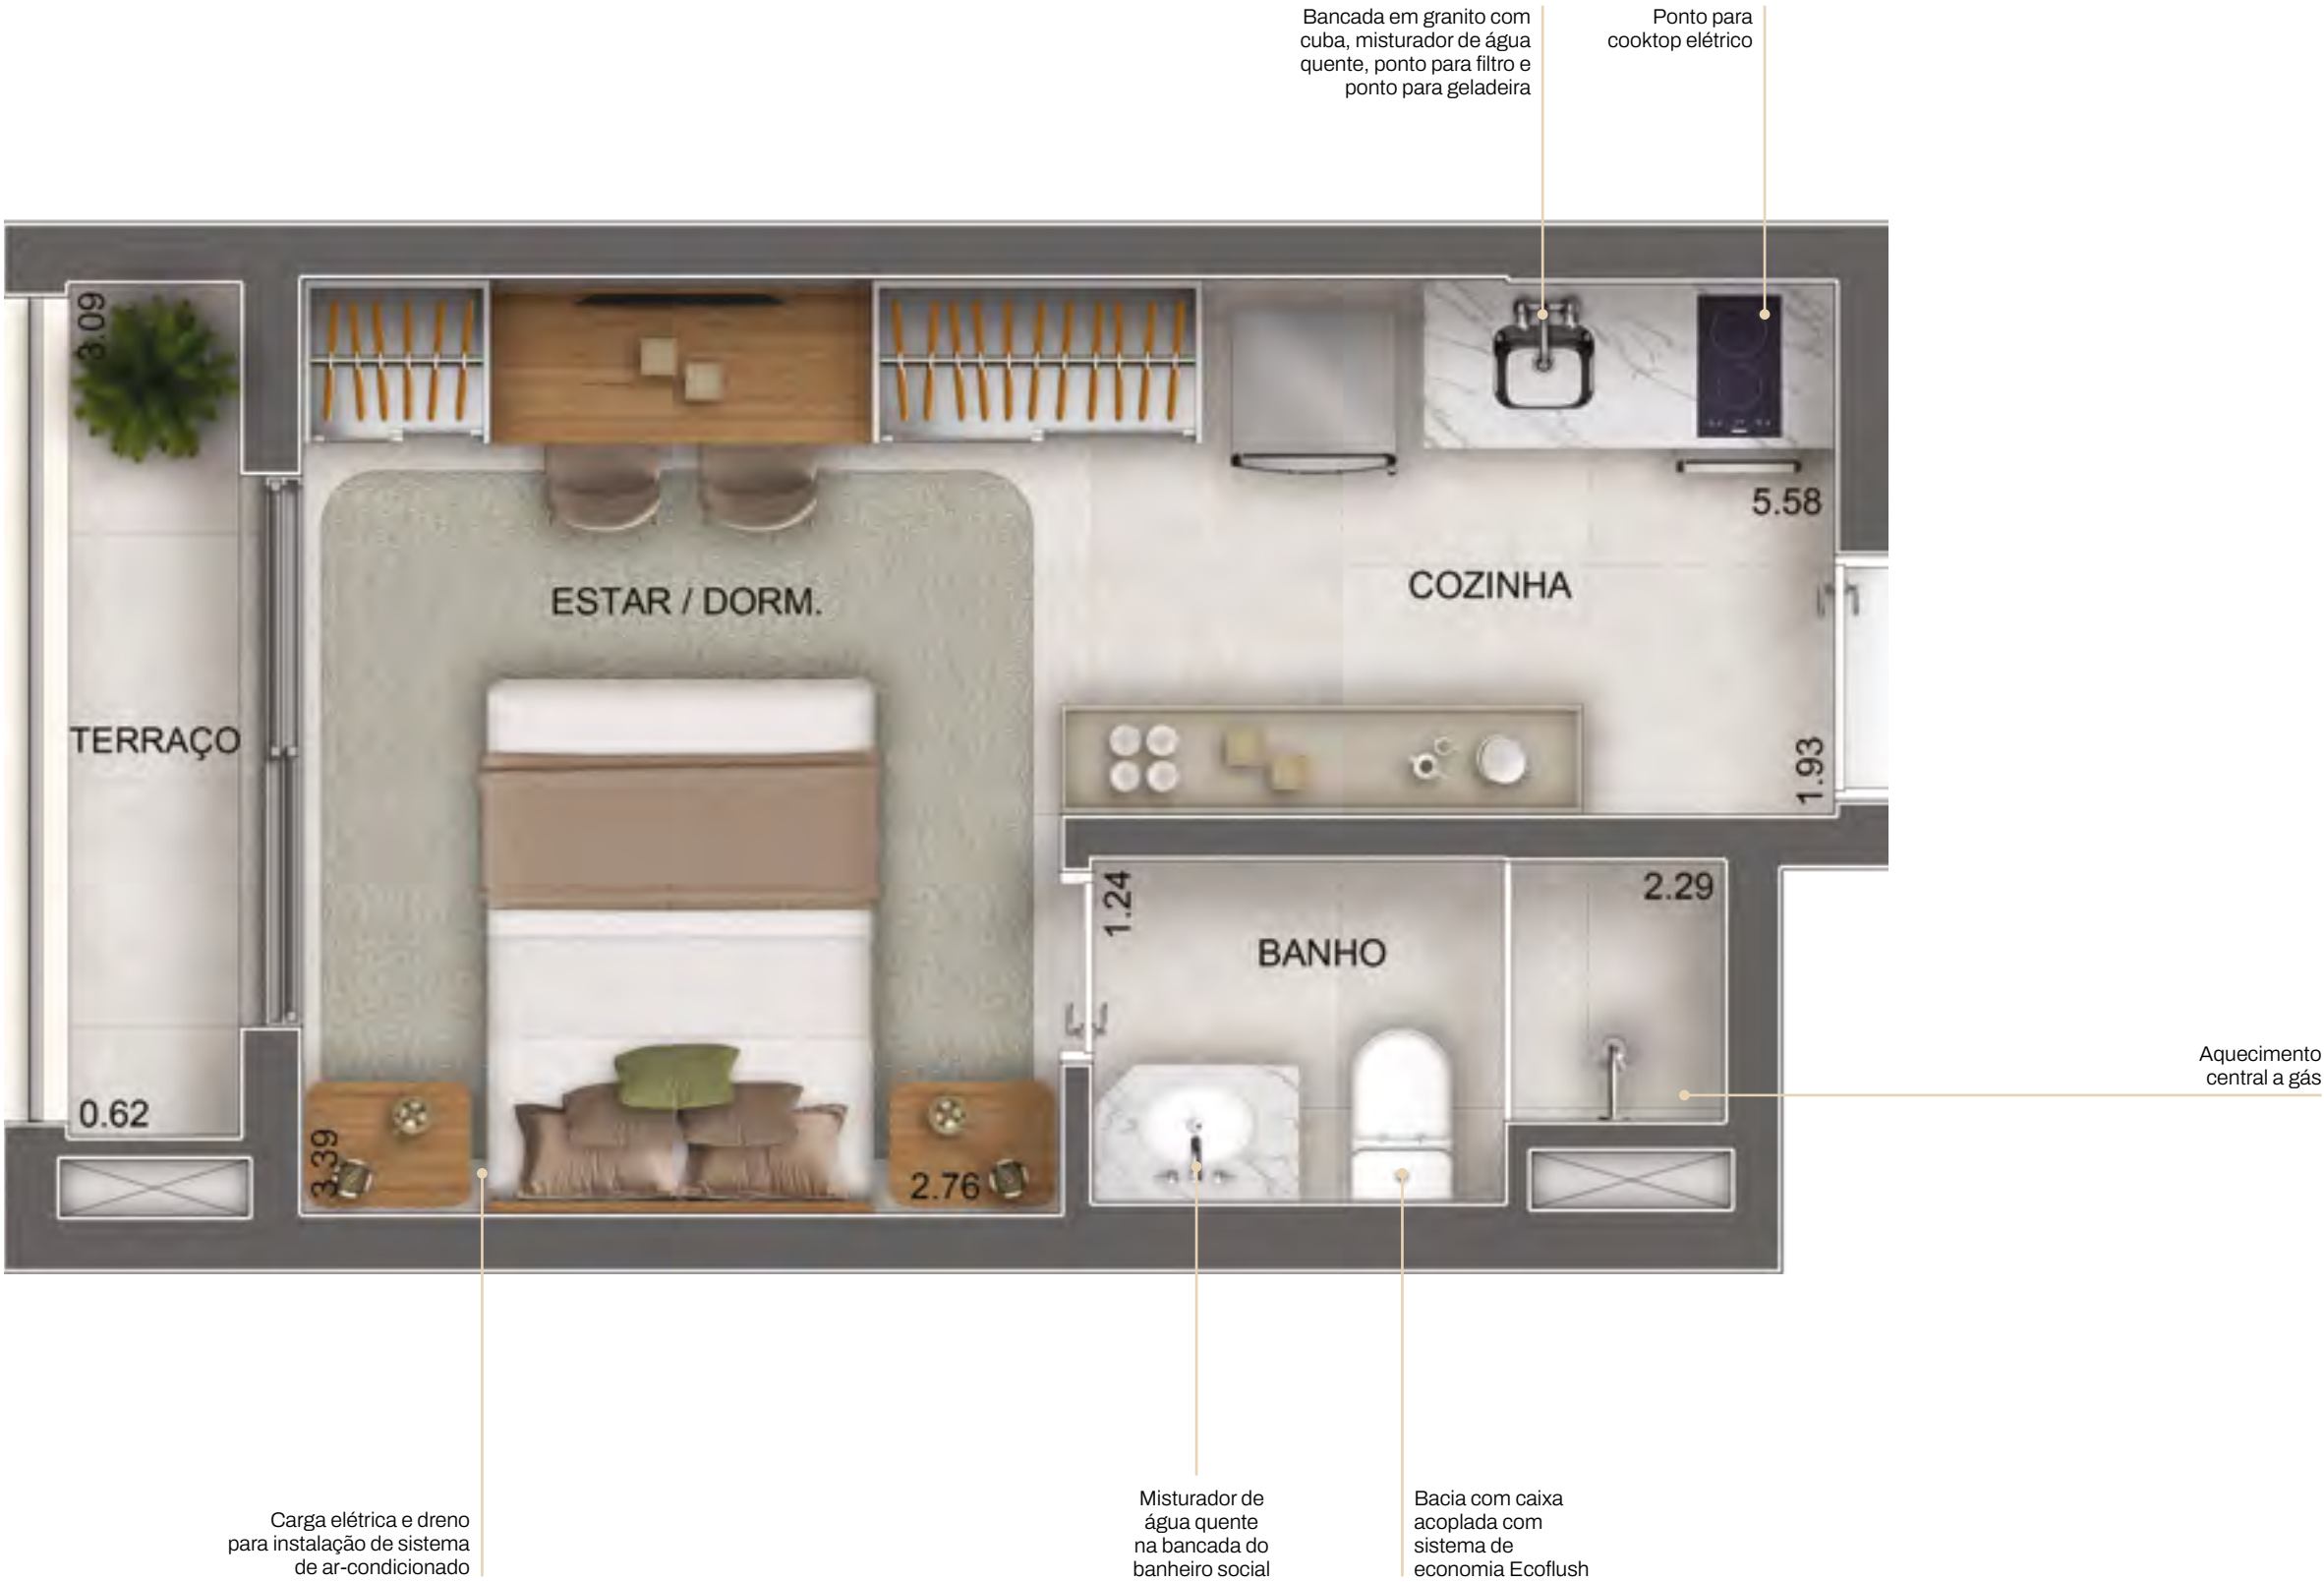 Bancada em granito com
cuba, misturador de água
quente, ponto para filtro e
ponto para geladeira
Ponto para
cooktop elétrico
3.09
5.58
ESTAR / DORM.
COZINHA
TERRAÇO
1.93
1.24
2.29
BANHO
0.62
3.39
2.76
Aquecimento
central a gás
Carga elétrica e dreno
para instalação de sistema
de ar-condicionado
Misturador de
água quente
na bancada do
banheiro social
Bacia com caixa
acoplada com
sistema de
economia Ecoflush